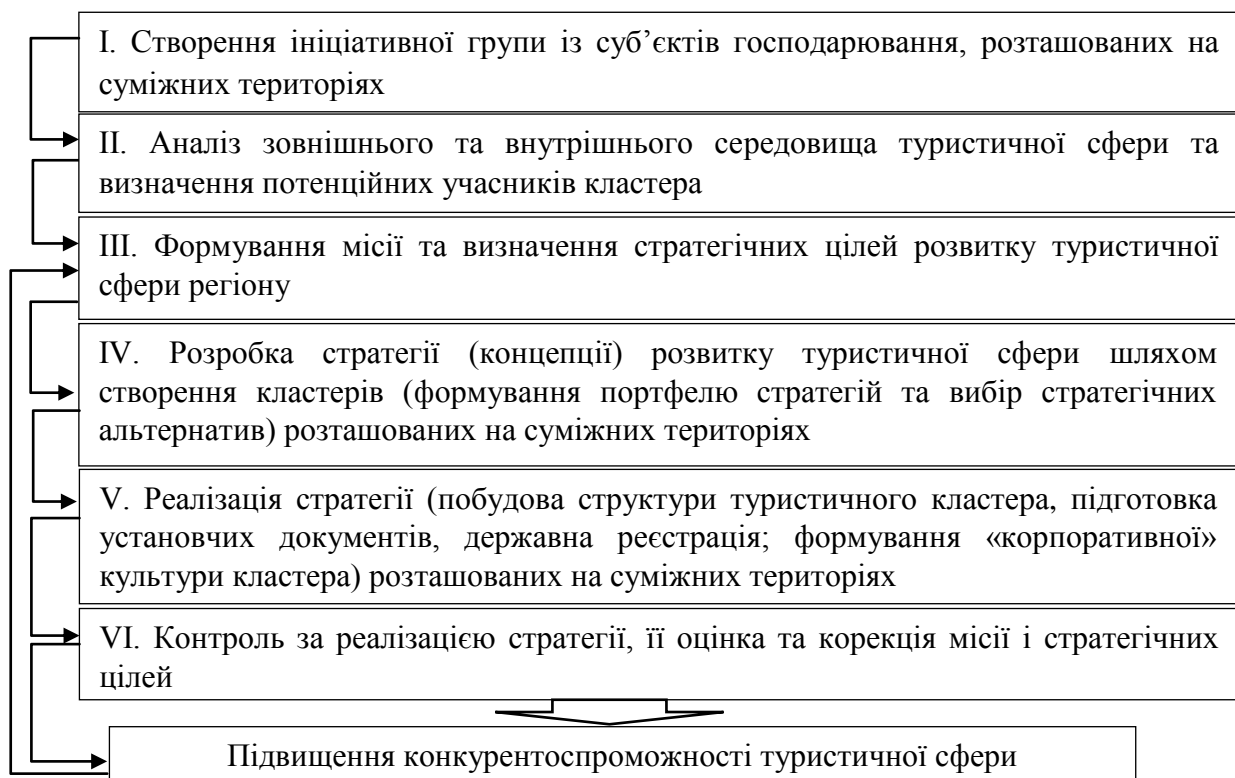 І. Створення ініціативної групи із суб’єктів господарювання, розташованих на
суміжних територіях
ІІ. Аналіз зовнішнього та внутрішнього середовища туристичної сфери та
визначення потенційних учасників кластера
ІІІ. Формування місії та визначення стратегічних цілей розвитку туристичної
сфери регіону
IV. Розробка стратегії (концепції) розвитку туристичної сфери шляхом
створення кластерів (формування портфелю стратегій та вибір стратегічних
альтернатив) розташованих на суміжних територіях
V. Реалізація стратегії (побудова структури туристичного кластера, підготовка
установчих документів, державна реєстрація; формування «корпоративної»
культури кластера) розташованих на суміжних територіях
VI. Контроль за реалізацією стратегії, її оцінка та корекція місії і стратегічних
цілей
Підвищення конкурентоспроможності туристичної сфери